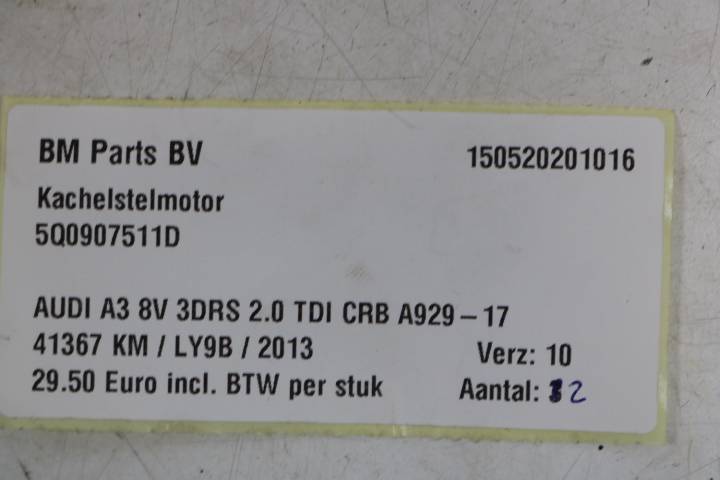 BM Parts BV 150520201016
Kachelstelmotor
5Q0907511D
AUDI A3 8V 3DRS 2.0 TDI CRB A929-17
41367 KM / LY9B / 2013 Verz: 10
29.50 Euro incl. BTW per stuk Aantal: 2